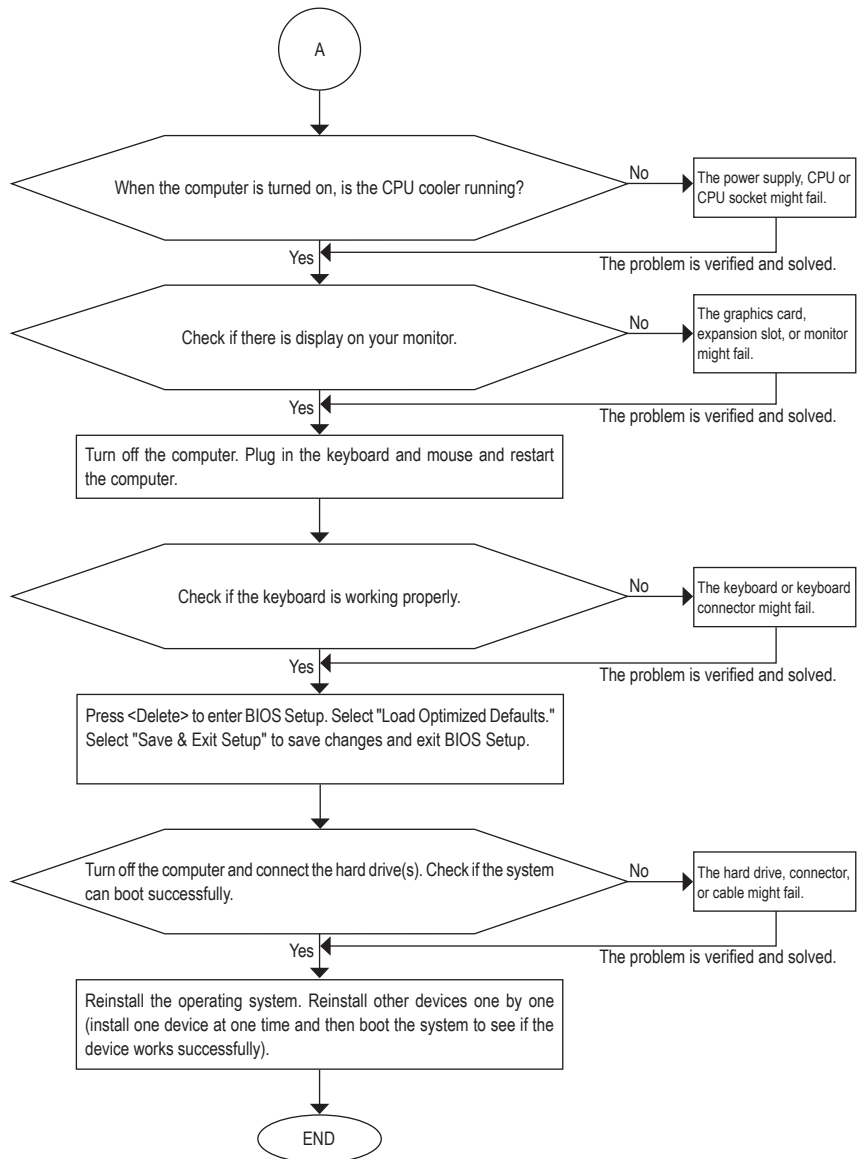 A
When the computer is turned on, is the CPU cooler running?
No
The power supply, CPU or
CPU socket might fail.
Yes
The problem is verified and solved.
Check if there is display on your monitor.
No
The graphics card,
expansion slot, or monitor
might fail.
Yes
The problem is verified and solved.
Turn off the computer. Plug in the keyboard and mouse and restart
the computer.
Check if the keyboard is working properly.
No
The keyboard or keyboard
connector might fail.
Yes
The problem is verified and solved.
Press <Delete> to enter BIOS Setup. Select "Load Optimized Defaults."
Select "Save & Exit Setup" to save changes and exit BIOS Setup.
Turn off the computer and connect the hard drive(s). Check if the system
can boot successfully.
No
The hard drive, connector,
or cable might fail.
Yes
The problem is verified and solved.
Reinstall the operating system. Reinstall other devices one by one
(install one device at one time and then boot the system to see if the
device works successfully).
END